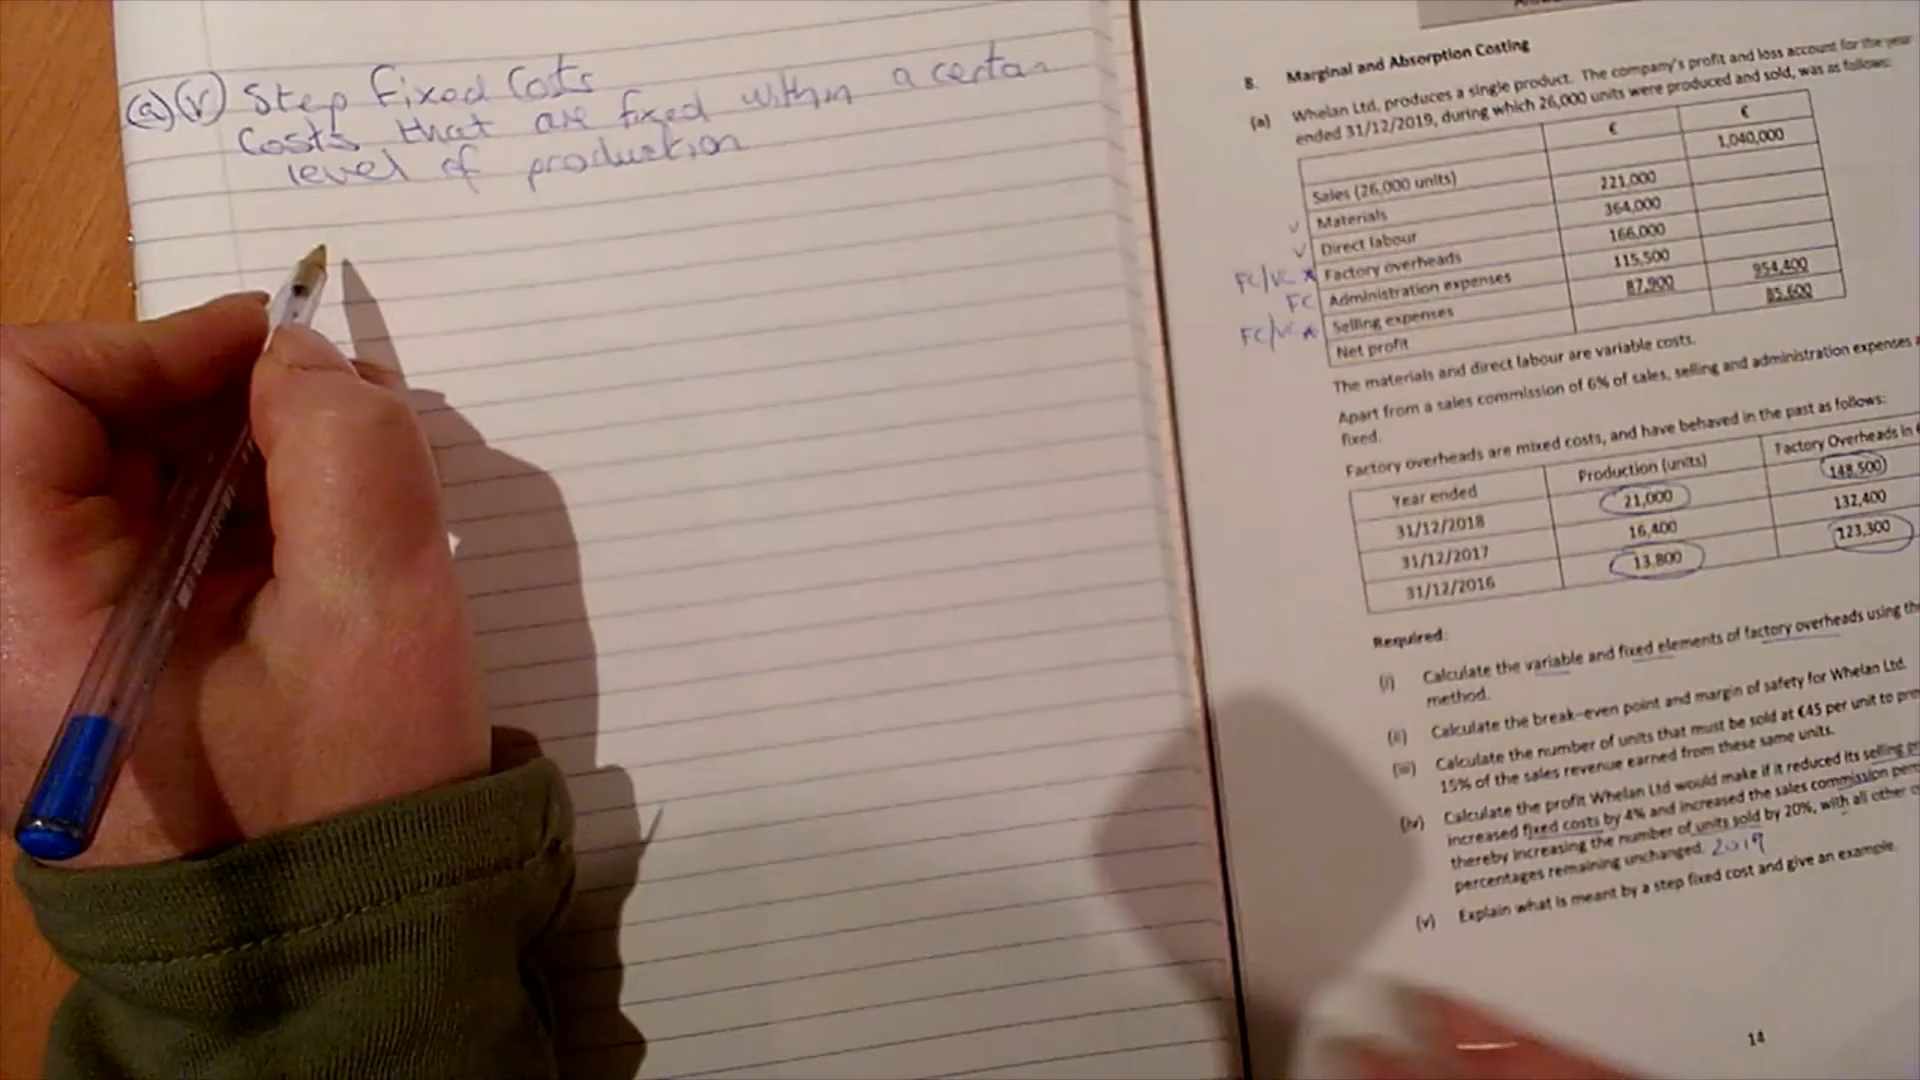 (a)(v) Step Fixed Costs
Costs that are fixed within a certain
level of production
8. Marginal and Absorption Costing
(a) Whelan Ltd, produces a single product. The company's profit and loss account for the year
ended 31/12/2019, during which 26,000 units were produced and sold, was as follows:
€ €
Sales (26,000 units) 1,040,000
v Materials 221,000
v Direct labour 364,000
FC/VC * Factory overheads 166,000
FC Administration expenses 115,500
FC/VC * Selling expenses 87,900 954,400
Net profit 85,600
The materials and direct labour are variable costs.
Apart from a sales commission of 6% of sales, selling and administration expenses
fixed.
Factory overheads are mixed costs, and have behaved in the past as follows:
Year ended Production (units) Factory Overheads in €
31/12/2018 21,000 148,500
31/12/2017 16,400 132,400
31/12/2016 13,800 123,300
Required:
(i) Calculate the variable and fixed elements of factory overheads using
method.
(ii) Calculate the break-even point and margin of safety for Whelan Ltd.
(iii) Calculate the number of units that must be sold at €45 per unit to
15% of the sales revenue earned from these same units.
(iv) Calculate the profit Whelan Ltd would make if it reduced its selling
increased fixed costs by 4% and increased the sales commission
thereby increasing the number of units sold by 20%, with all other
percentages remaining unchanged. 2019
(v) Explain what is meant by a step fixed cost and give an example.
14